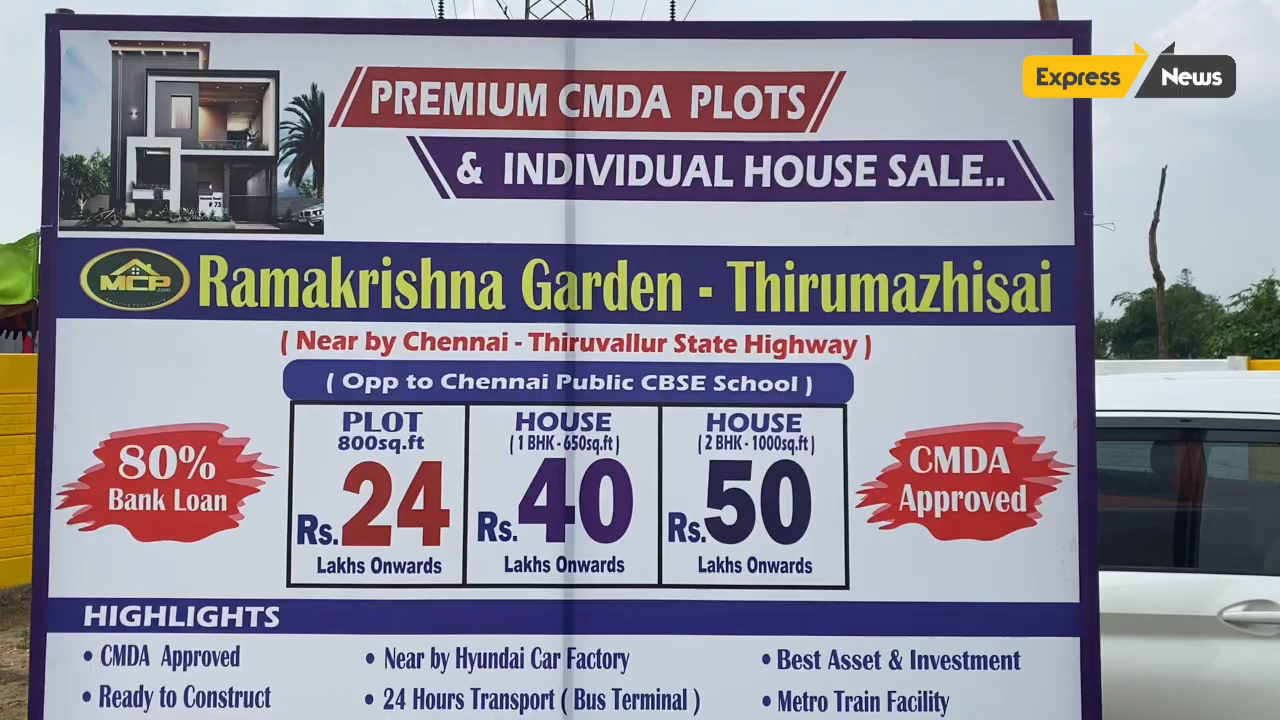 Express News
PREMIUM CMDA PLOTS
& INDIVIDUAL HOUSE SALE..
MCP.com
Ramakrishna Garden - Thirumazhisai
( Near by Chennai - Thiruvallur State Highway )
( Opp to Chennai Public CBSE School )
80%
Bank Loan
PLOT
800sq.ft
Rs.24
Lakhs Onwards
HOUSE
( 1 BHK - 650sq.ft )
Rs.40
Lakhs Onwards
HOUSE
( 2 BHK - 1000sq.ft )
Rs.50
Lakhs Onwards
CMDA
Approved
HIGHLIGHTS
• CMDA Approved
• Ready to Construct
• Near by Hyundai Car Factory
• 24 Hours Transport ( Bus Terminal )
• Best Asset & Investment
• Metro Train Facility